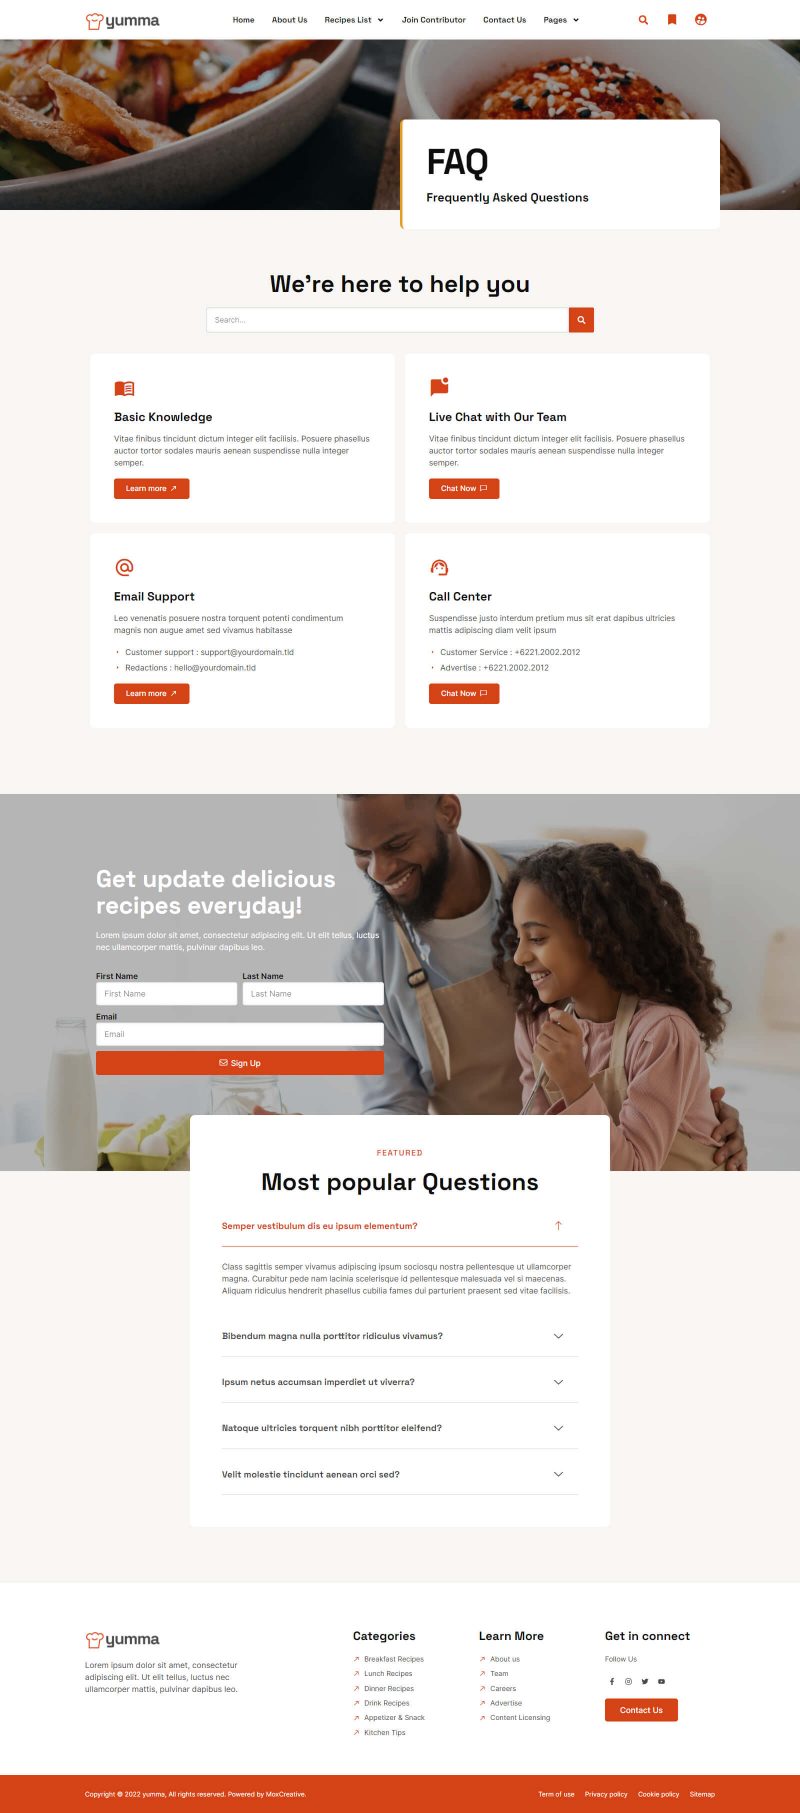 yumma
Home About Us Recipes List Join Contributor Contact Us Pages
FAQ
Frequently Asked Questions
We're here to help you
Search...
Basic Knowledge
Vitae finibus tincidunt dictum integer elit facilisis. Posuere phasellus
auctor tortor sodales mauris aenean suspendisse nulla integer
semper.
Learn more
Live Chat with Our Team
Vitae finibus tincidunt dictum integer elit facilisis. Posuere phasellus
auctor tortor sodales mauris aenean suspendisse nulla integer
semper.
Chat Now
Email Support
Leo venenatis posuere nostra torquent potenti condimentum
magnis non augue amet sed vivamus habitasse
Customer support : support@yourdomain.tld
Redactions : hello@yourdomain.tld
Learn more
Call Center
Suspendisse justo interdum pretium mus sit erat dapibus ultricies
mattis adipiscing diam velit ipsum
Customer Service : +6221.2002.2012
Advertise : +6221.2002.2012
Chat Now
Get update delicious
recipes everyday!
Lorem ipsum dolor sit amet, consectetur adipiscing elit. Ut elit tellus, luctus
nec ullamcorper mattis, pulvinar dapibus leo.
First Name Last Name
First Name Last Name
Email
Email
Sign Up
FEATURED
Most popular Questions
Semper vestibulum dis eu ipsum elementum?
Class sagittis semper vivamus adipiscing ipsum sociosqu nostra pellentesque ut ullamcorper
magna. Curabitur pede nam lacinia scelerisque id pellentesque malesuada vel si maecenas.
Aliquam ridiculus hendrerit phasellus cubilia fames dui parturient praesent sed vitae facilisis.
Bibendum magna nulla porttitor ridiculus vivamus?
Ipsum netus accumsan imperdiet ut viverra?
Natoque ultricies torquent nibh porttitor eleifend?
Velit molestie tincidunt aenean orci sed?
yumma
Lorem ipsum dolor sit amet, consectetur
adipiscing elit. Ut elit tellus, luctus nec
ullamcorper mattis, pulvinar dapibus leo.
Categories
Breakfast Recipes
Lunch Recipes
Dinner Recipes
Drink Recipes
Appetizer & Snack
Kitchen Tips
Learn More
About us
Team
Careers
Advertise
Content Licensing
Get in connect
Follow Us
Contact Us
Copyright © 2022 yumma, All rights reserved. Powered by MoxCreative.
Term of use Privacy policy Cookie policy Sitemap